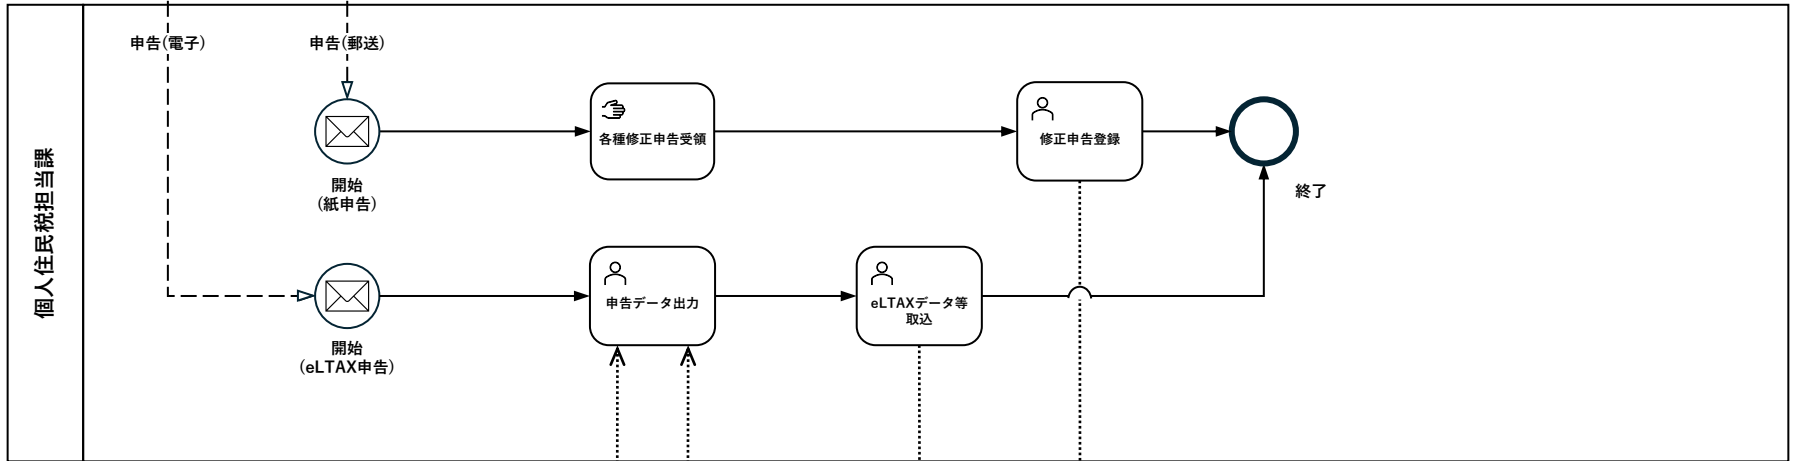 個人住民税担当課
申告(電子)
申告(郵送)
開始
(紙申告)
各種修正申告受領
修正申告登録
終了
開始
(eLTAX申告)
申告データ出力
eLTAXデータ等
取込